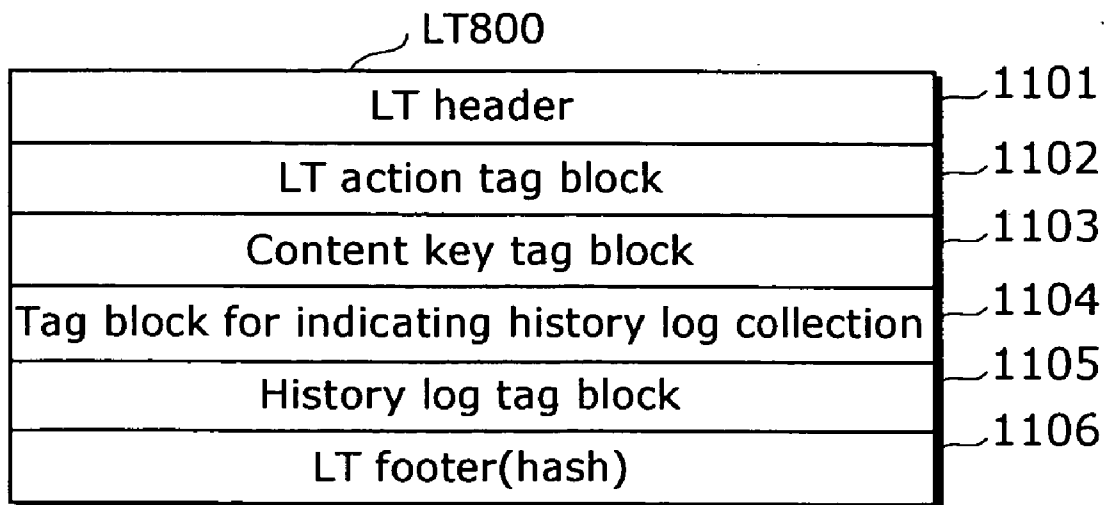 LT800
LT header 1101
LT action tag block 1102
Content key tag block 1103
Tag block for indicating history log collection 1104
History log tag block 1105
LT footer(hash) 1106